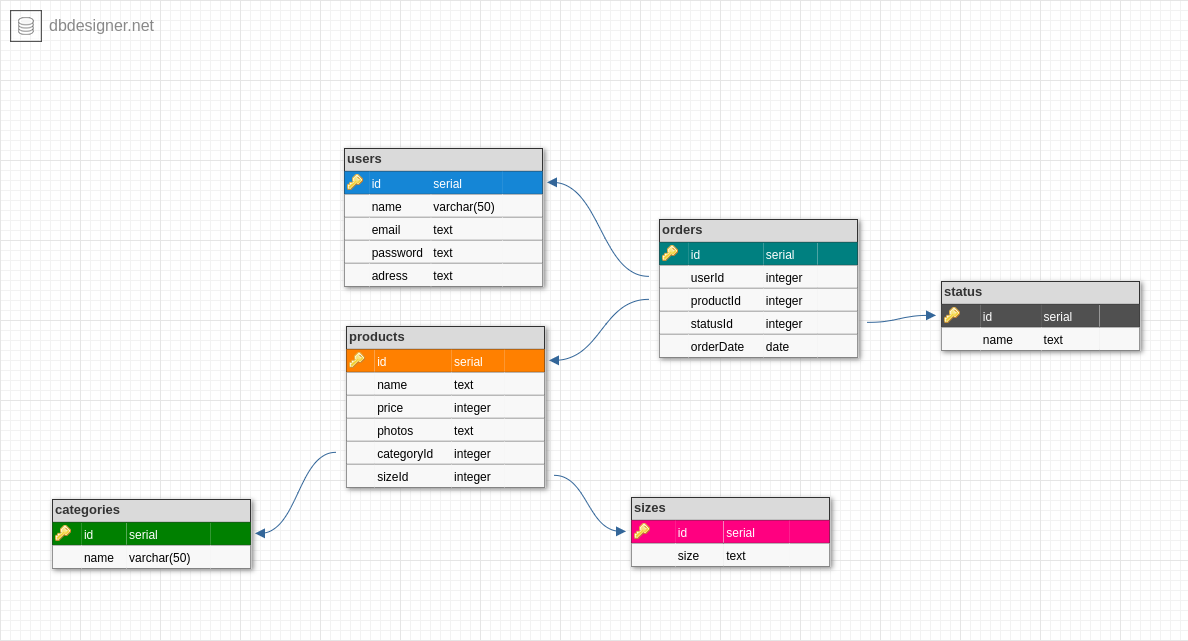 dbdesigner.net
users
id serial
name varchar(50)
email text
password text
adress text
orders
id serial
userId integer
productId integer
statusId integer
orderDate date
status
id serial
name text
products
id serial
name text
price integer
photos text
categoryId integer
sizeId integer
categories
id serial
name varchar(50)
sizes
id serial
size text